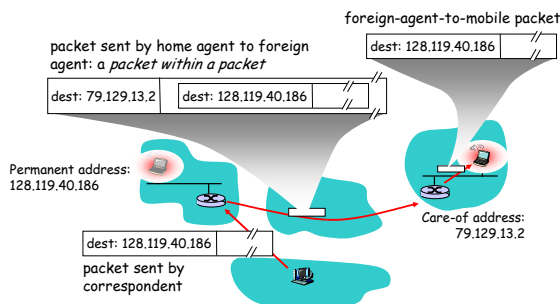 foreign-agent-to-mobile packet
dest: 128.119.40.186
packet sent by home agent to foreign
agent: a packet within a packet
dest: 79.129.13.2
dest: 128.119.40.186
Permanent address:
128.119.40.186
Care-of address:
79.129.13.2
dest: 128.119.40.186
packet sent by
correspondent